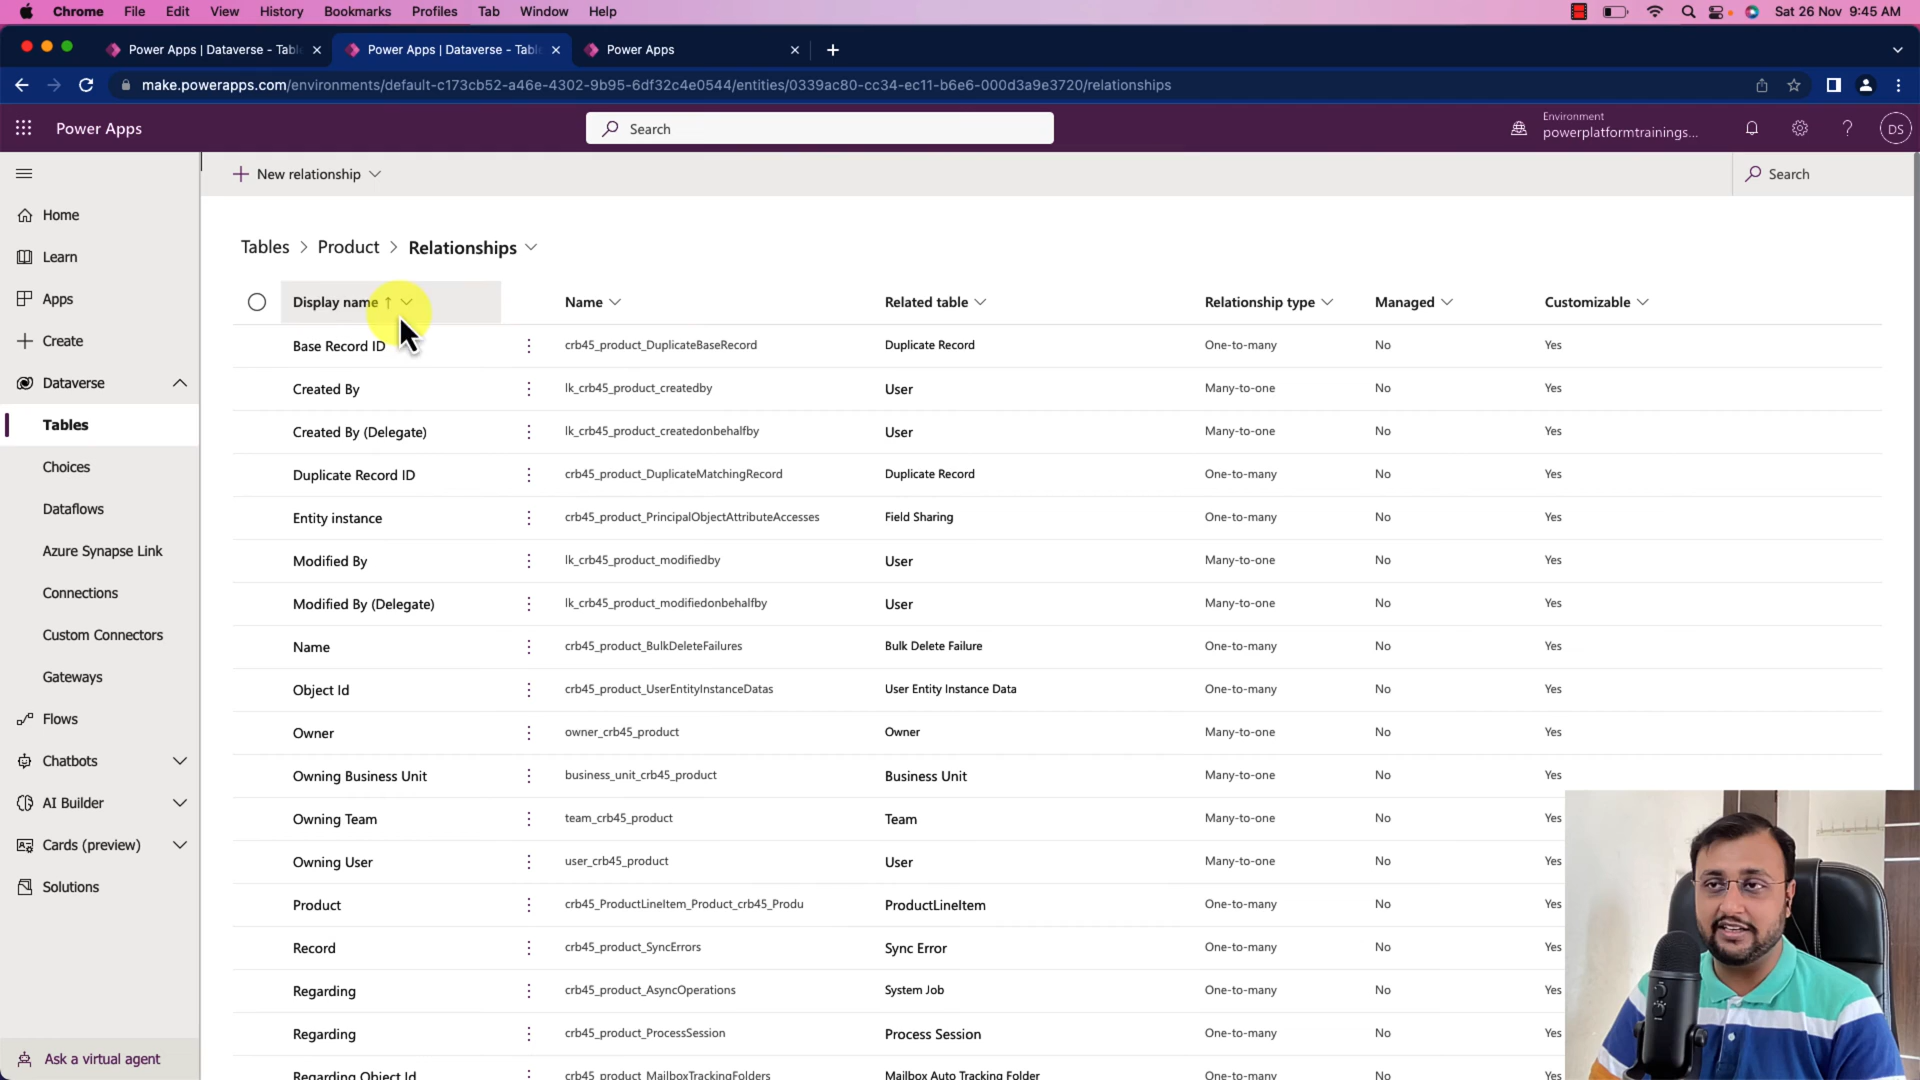 Chrome File Edit View History Bookmarks Profiles Tab Window Help Sat 26 Nov 9:45 AM
Power Apps | Dataverse - Table Power Apps | Dataverse - Tabl Power Apps
make.powerapps.com/environments/default-c173cb52-a46e-4302-9b95-6df32c4e0544/entities/0339ac80-cc34-ec11-b6e6-000d3a9e3720/relationships
Power Apps Search Environment
powerplatformtrainings... DS
New relationship Search
Home
Learn
Apps
Create
Dataverse
Tables
Choices
Dataflows
Azure Synapse Link
Connections
Custom Connectors
Gateways
Flows
Chatbots
AI Builder
Cards (preview)
Solutions
Ask a virtual agent
Tables > Product > Relationships
Display name ↑ Name Related table Relationship type Managed Customizable
Base Record ID crb45_product_DuplicateBaseRecord Duplicate Record One-to-many No Yes
Created By lk_crb45_product_createdby User Many-to-one No Yes
Created By (Delegate) lk_crb45_product_createdonbehalfby User Many-to-one No Yes
Duplicate Record ID crb45_product_DuplicateMatchingRecord Duplicate Record One-to-many No Yes
Entity instance crb45_product_PrincipalObjectAttributeAccesses Field Sharing One-to-many No Yes
Modified By lk_crb45_product_modifiedby User Many-to-one No Yes
Modified By (Delegate) lk_crb45_product_modifiedonbehalfby User Many-to-one No Yes
Name crb45_product_BulkDeleteFailures Bulk Delete Failure One-to-many No Yes
Object Id crb45_product_UserEntityInstanceDatas User Entity Instance Data One-to-many No Yes
Owner owner_crb45_product Owner Many-to-one No Yes
Owning Business Unit business_unit_crb45_product Business Unit Many-to-one No Yes
Owning Team team_crb45_product Team Many-to-one No Yes
Owning User user_crb45_product User Many-to-one No Yes
Product crb45_ProductLineItem_Product_crb45_Produ ProductLineItem One-to-many No Yes
Record crb45_product_SyncErrors Sync Error One-to-many No Yes
Regarding crb45_product_AsyncOperations System Job One-to-many No Yes
Regarding crb45_product_ProcessSession Process Session One-to-many No Yes
Regarding Object Id crb45_product_MailboxTrackingFolders Mailbox Auto Tracking Folder One-to-many No Yes